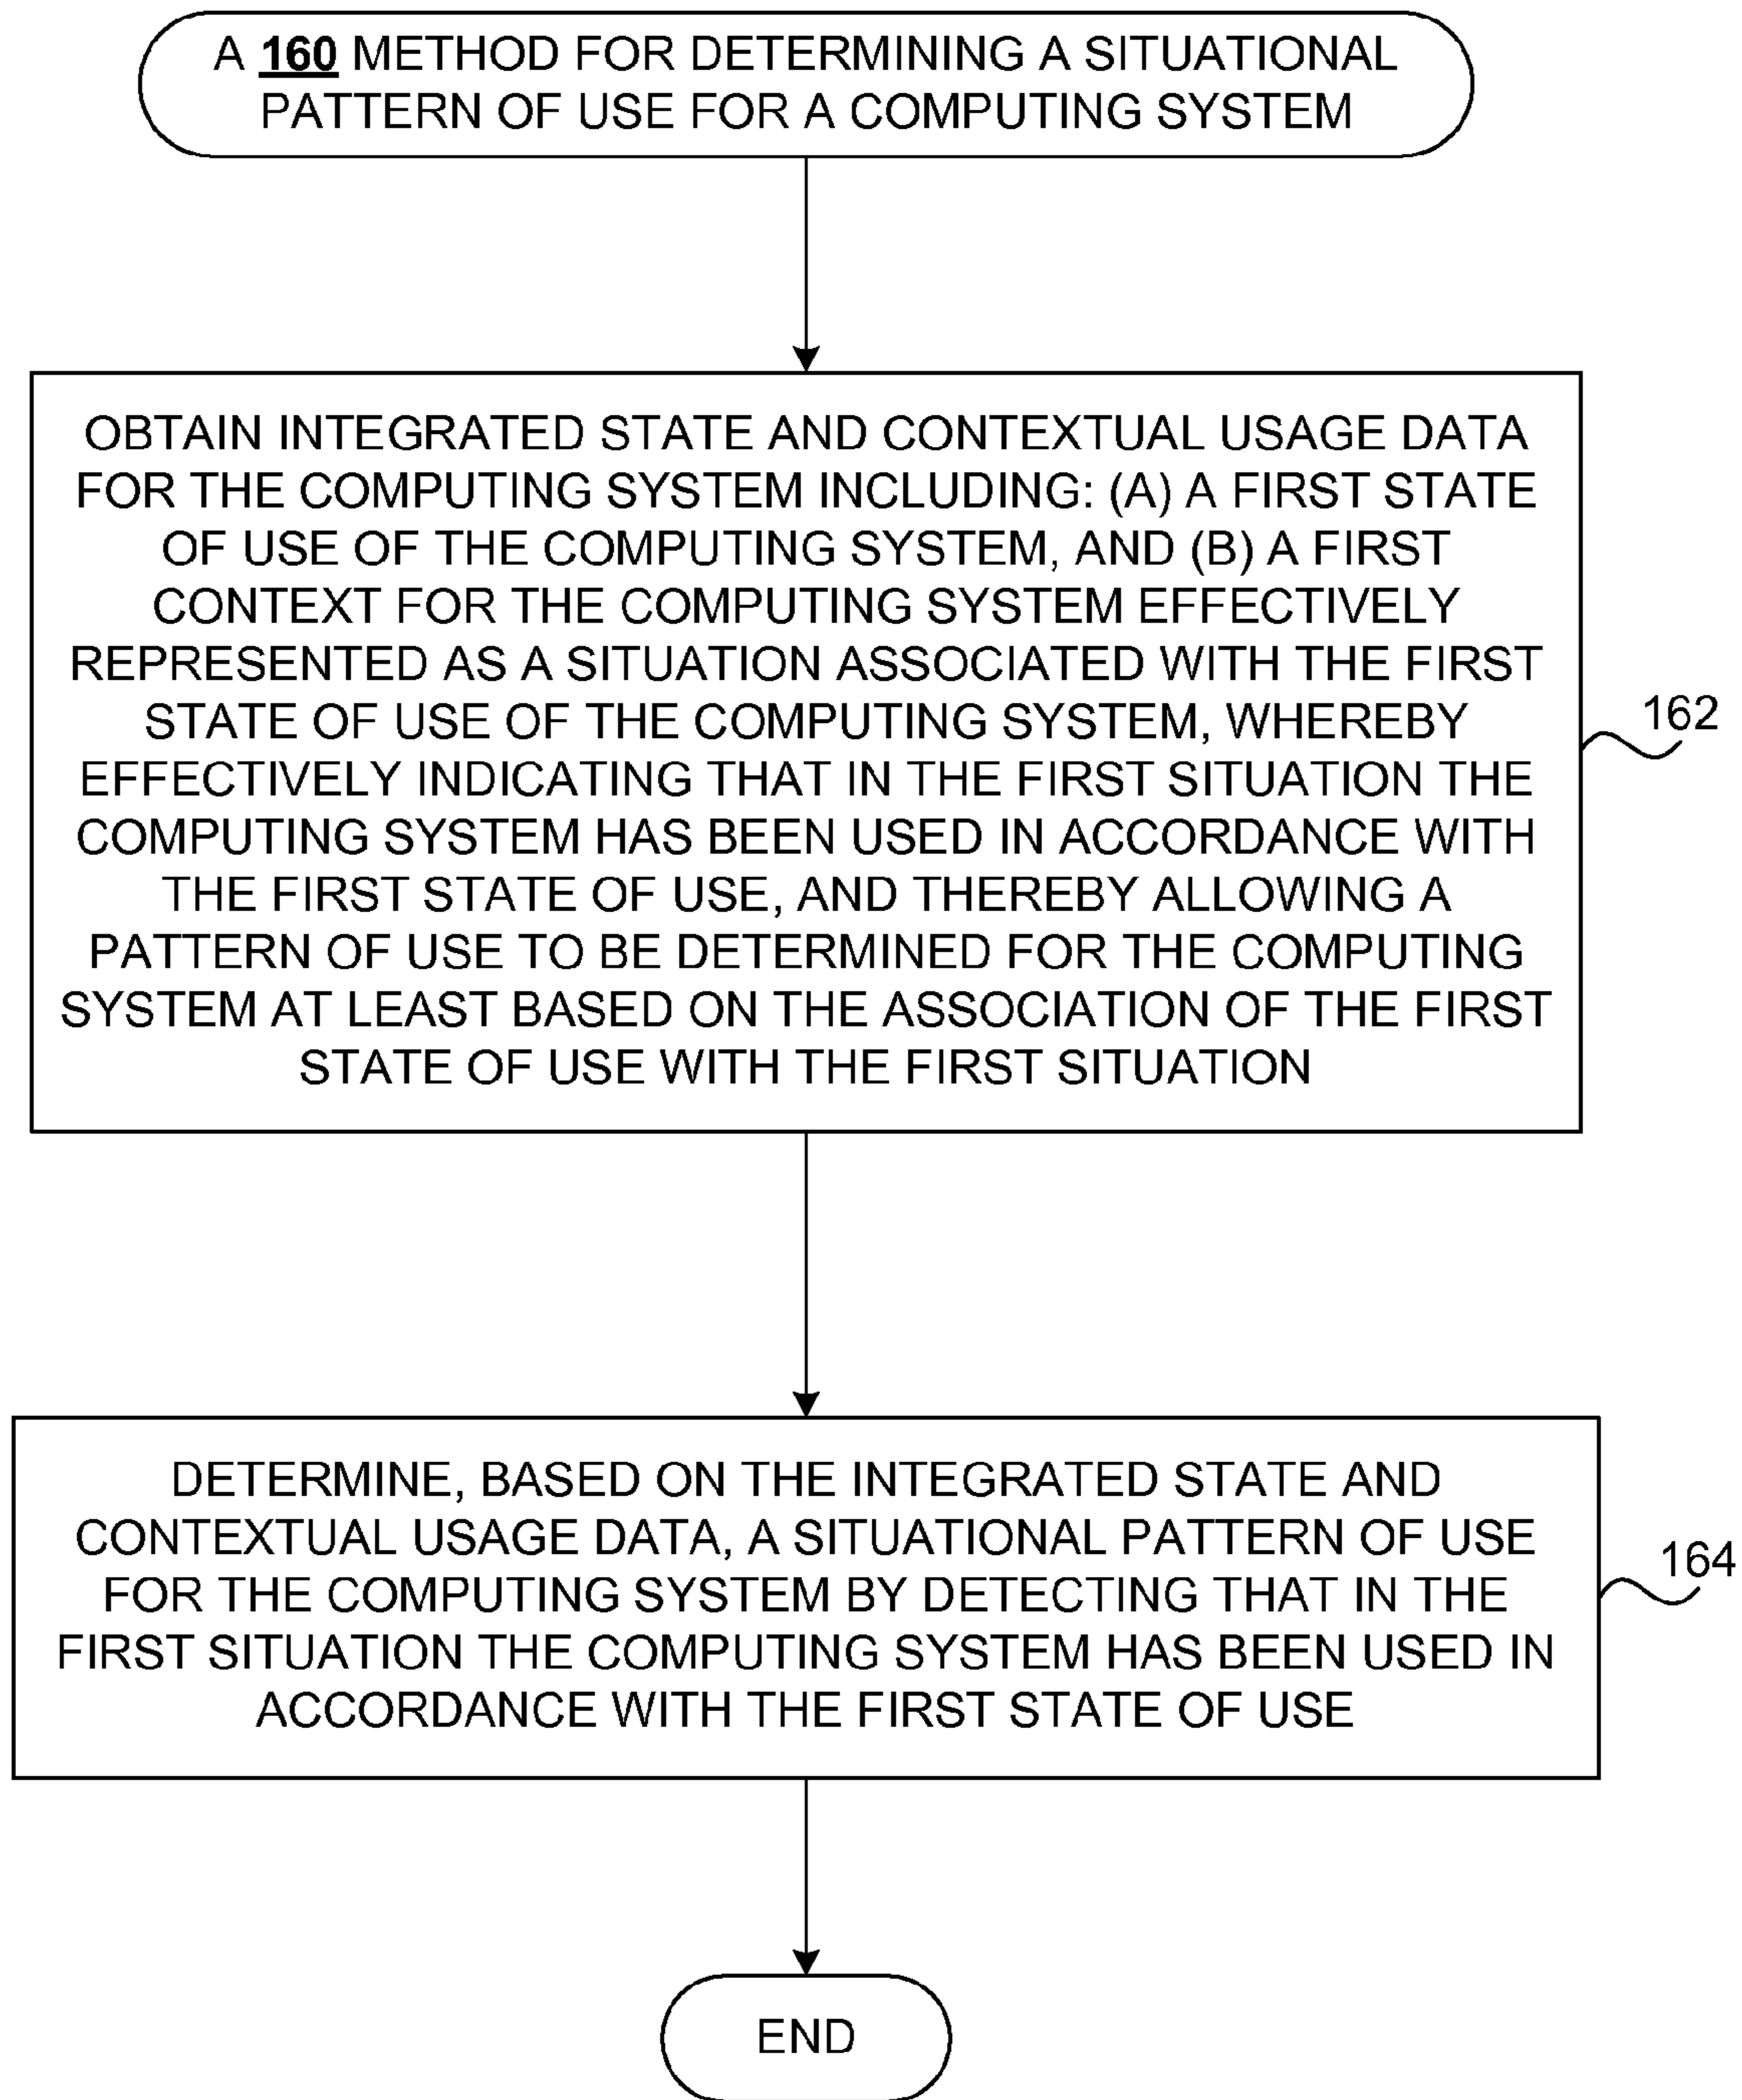 A 160 METHOD FOR DETERMINING A SITUATIONAL
PATTERN OF USE FOR A COMPUTING SYSTEM
OBTAIN INTEGRATED STATE AND CONTEXTUAL USAGE DATA
FOR THE COMPUTING SYSTEM INCLUDING: (A) A FIRST STATE
OF USE OF THE COMPUTING SYSTEM, AND (B) A FIRST
CONTEXT FOR THE COMPUTING SYSTEM EFFECTIVELY
REPRESENTED AS A SITUATION ASSOCIATED WITH THE FIRST
STATE OF USE OF THE COMPUTING SYSTEM, WHEREBY
EFFECTIVELY INDICATING THAT IN THE FIRST SITUATION THE
COMPUTING SYSTEM HAS BEEN USED IN ACCORDANCE WITH
THE FIRST STATE OF USE, AND THEREBY ALLOWING A
PATTERN OF USE TO BE DETERMINED FOR THE COMPUTING
SYSTEM AT LEAST BASED ON THE ASSOCIATION OF THE FIRST
STATE OF USE WITH THE FIRST SITUATION
162
DETERMINE, BASED ON THE INTEGRATED STATE AND
CONTEXTUAL USAGE DATA, A SITUATIONAL PATTERN OF USE
FOR THE COMPUTING SYSTEM BY DETECTING THAT IN THE
FIRST SITUATION THE COMPUTING SYSTEM HAS BEEN USED IN
ACCORDANCE WITH THE FIRST STATE OF USE
164
END